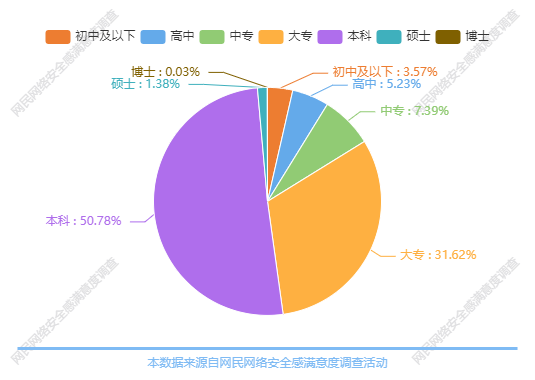 初中及以下 高中 中专 大专 本科 硕士 博士
博士 : 0.03%
初中及以下 : 3.57%
硕士 : 1.38%
高中 : 5.23%
中专 : 7.39%
本科 : 50.78%
大专 : 31.62%
网民网络安全感满意度调查
网民网络安全感满意度调查
网民网络安全感满意度调查
网民网络安全感满意度调查
本数据来源自网民网络安全感满意度调查活动